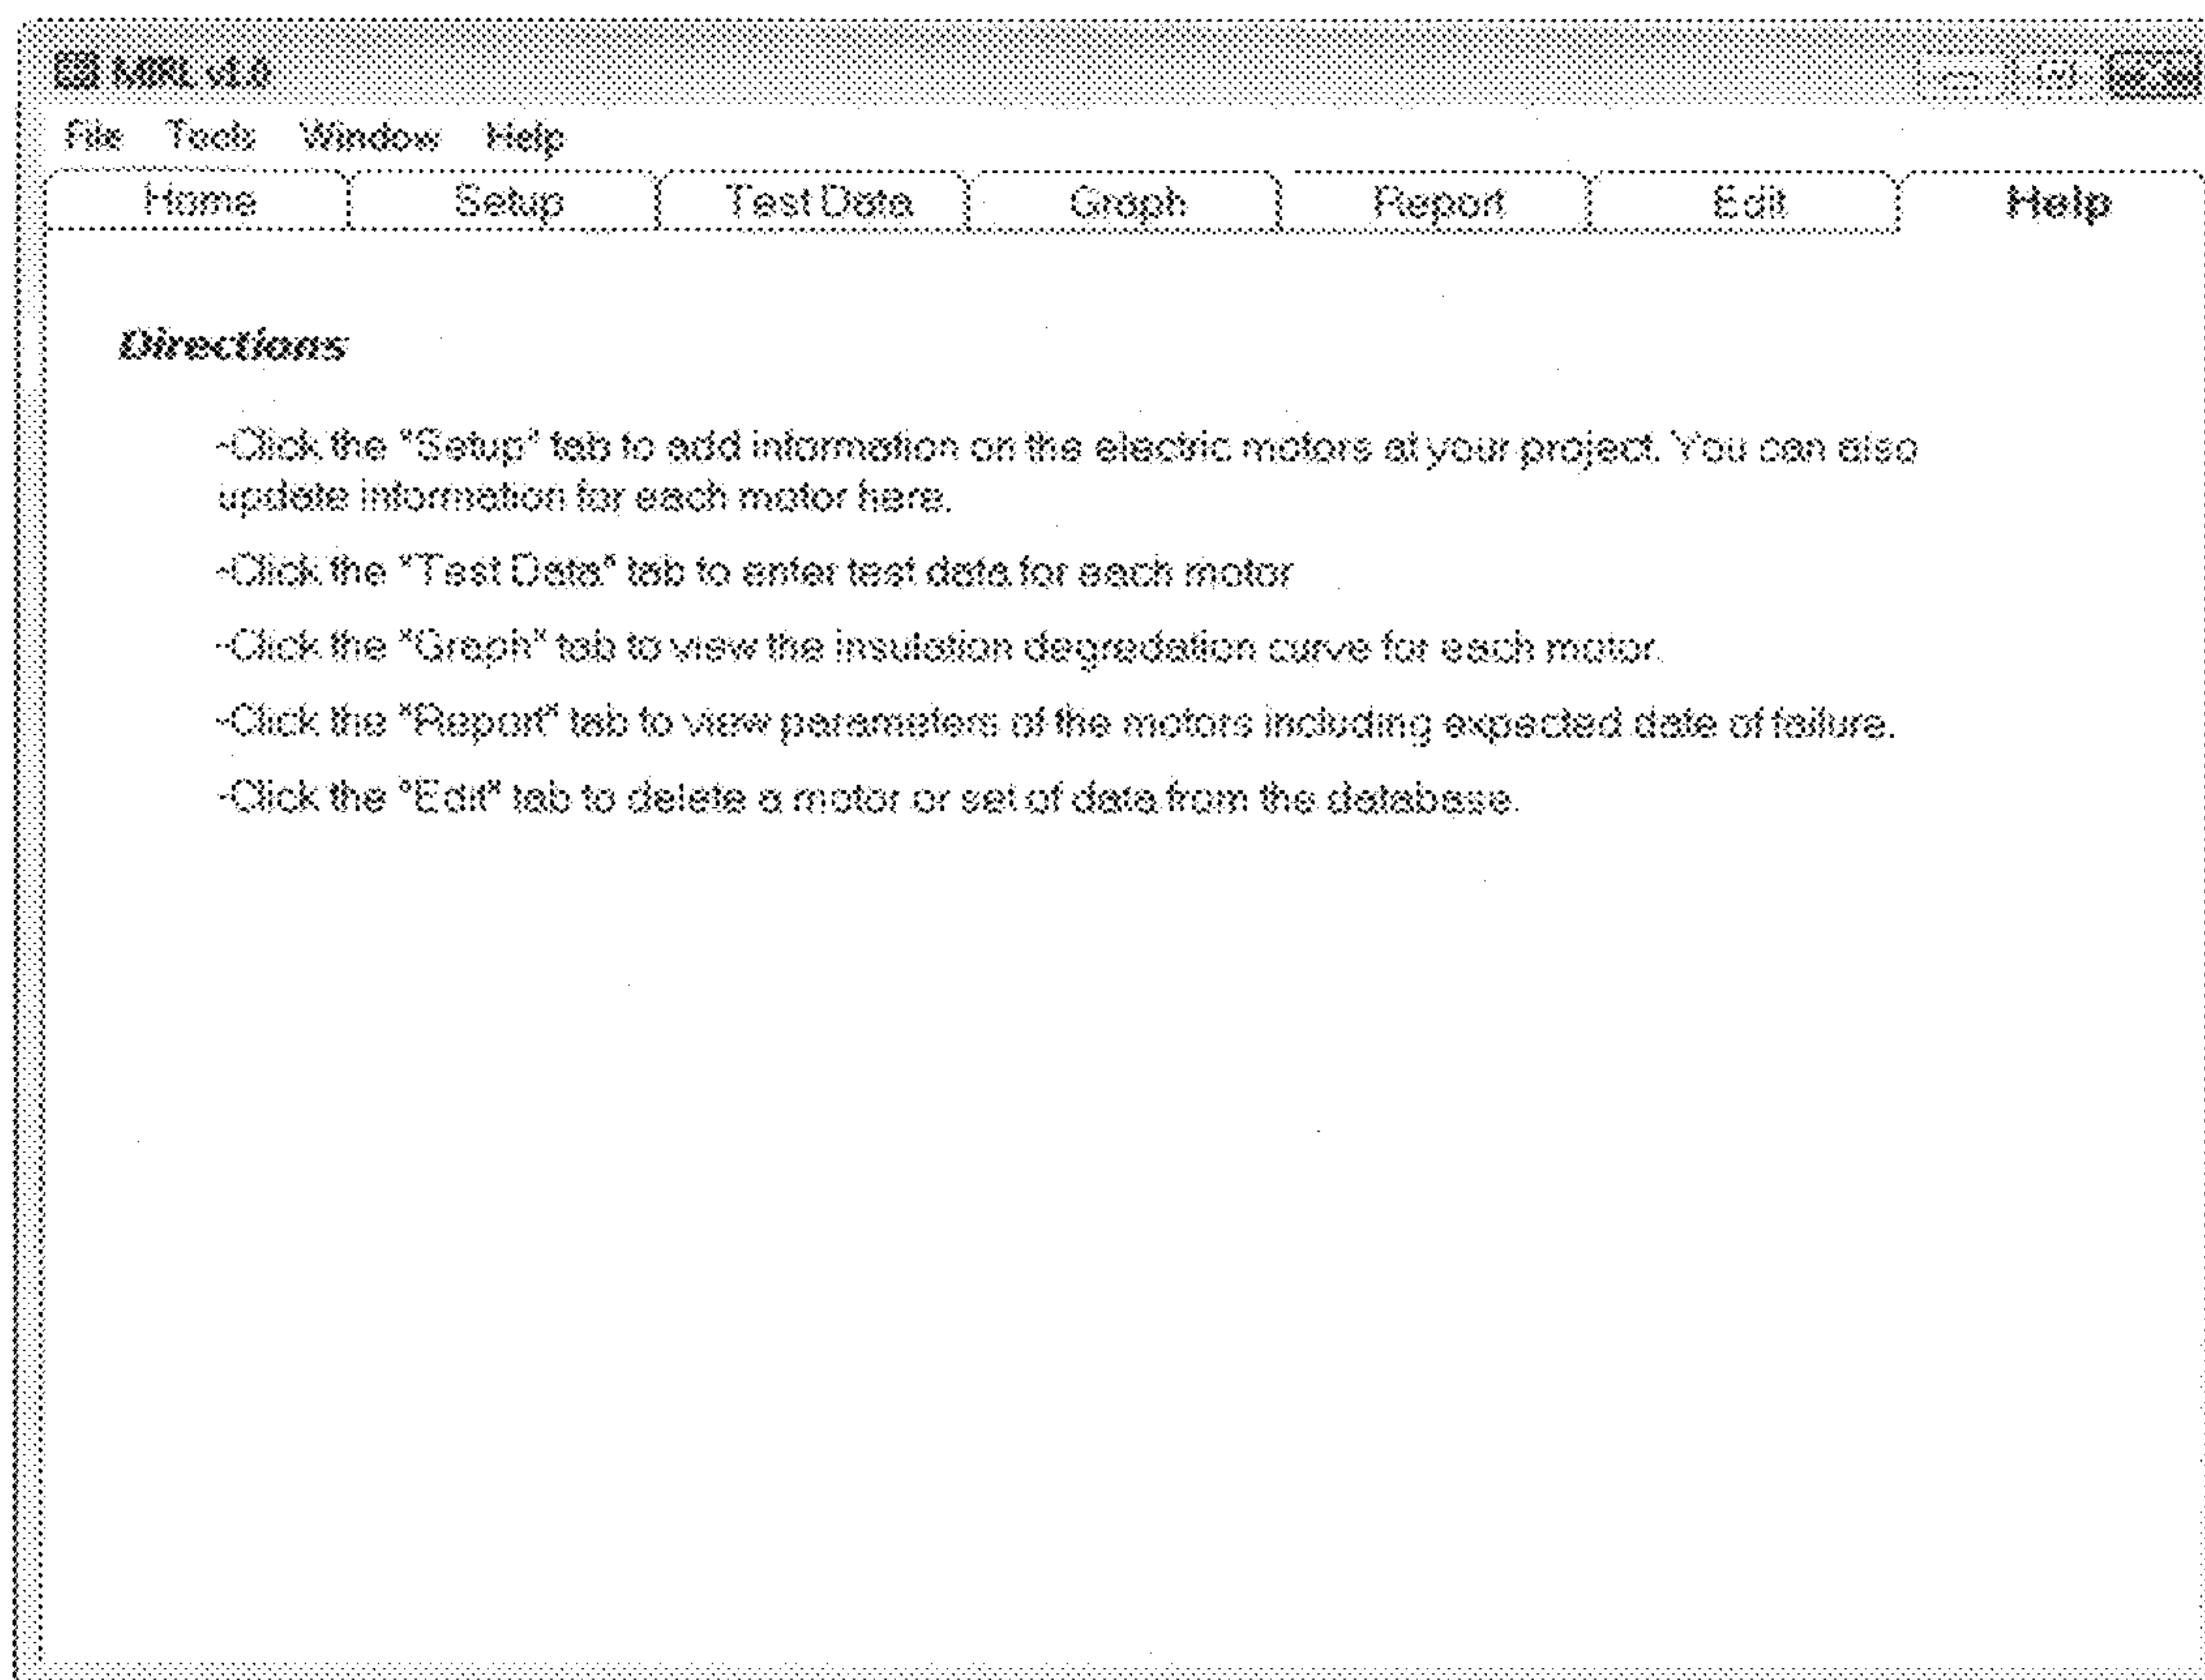 MIRL v1.0
File Tools Window Help
Home Setup Test Data Graph Report Edit Help
Directions
-Click the "Setup" tab to add information on the electric motors at your project. You can also
update information for each motor here.
-Click the "Test Data" tab to enter test data for each motor
-Click the "Graph" tab to view the insulation degredation curve for each motor.
-Click the "Report" tab to view parameters of the motors including expected date of failure.
-Click the "Edit" tab to delete a motor or set of data from the database.